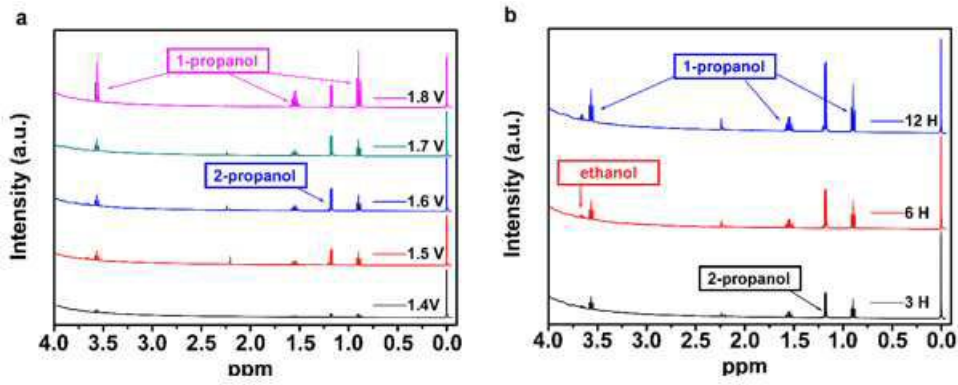 a
1-propanol
1.8 V
1.7 V
2-propanol
1.6 V
1.5 V
1.4V
Intensity (a.u.)
4.0 3.5 3.0 2.5 2.0 1.5 1.0 0.5 0.0
ppm
b
1-propanol
12 H
ethanol
6 H
2-propanol
3 H
Intensity (a.u.)
4.0 3.5 3.0 2.5 2.0 1.5 1.0 0.5 0.0
ppm